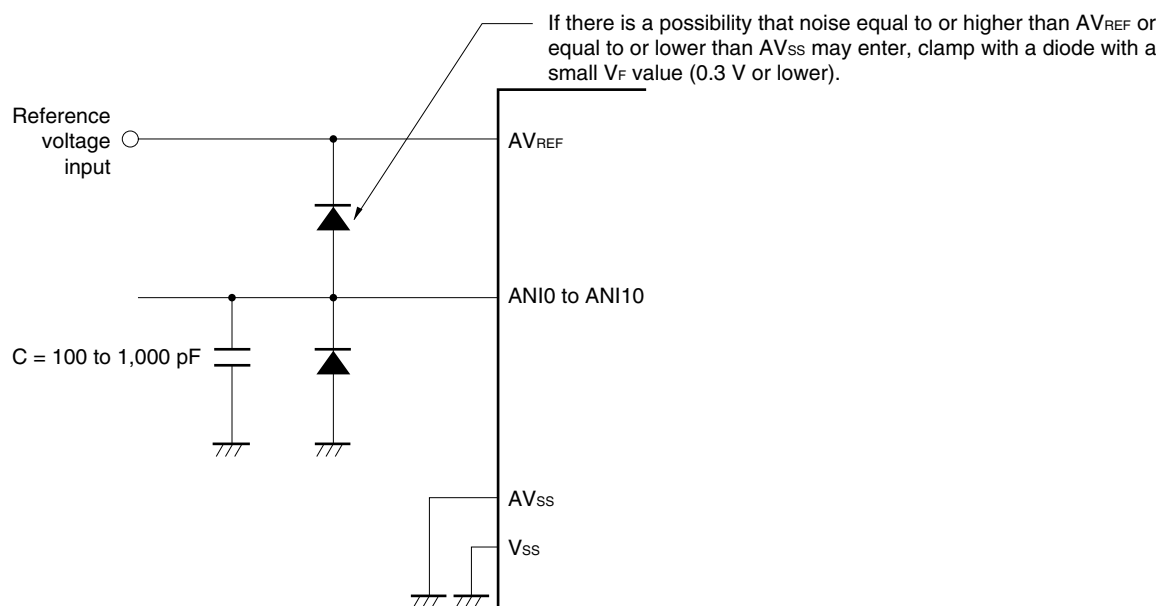 If there is a possibility that noise equal to or higher than AVREF or
equal to or lower than AVSS may enter, clamp with a diode with a
small VF value (0.3 V or lower).
Reference
voltage
input
AVREF
ANI0 to ANI10
C = 100 to 1,000 pF
AVSS
VSS